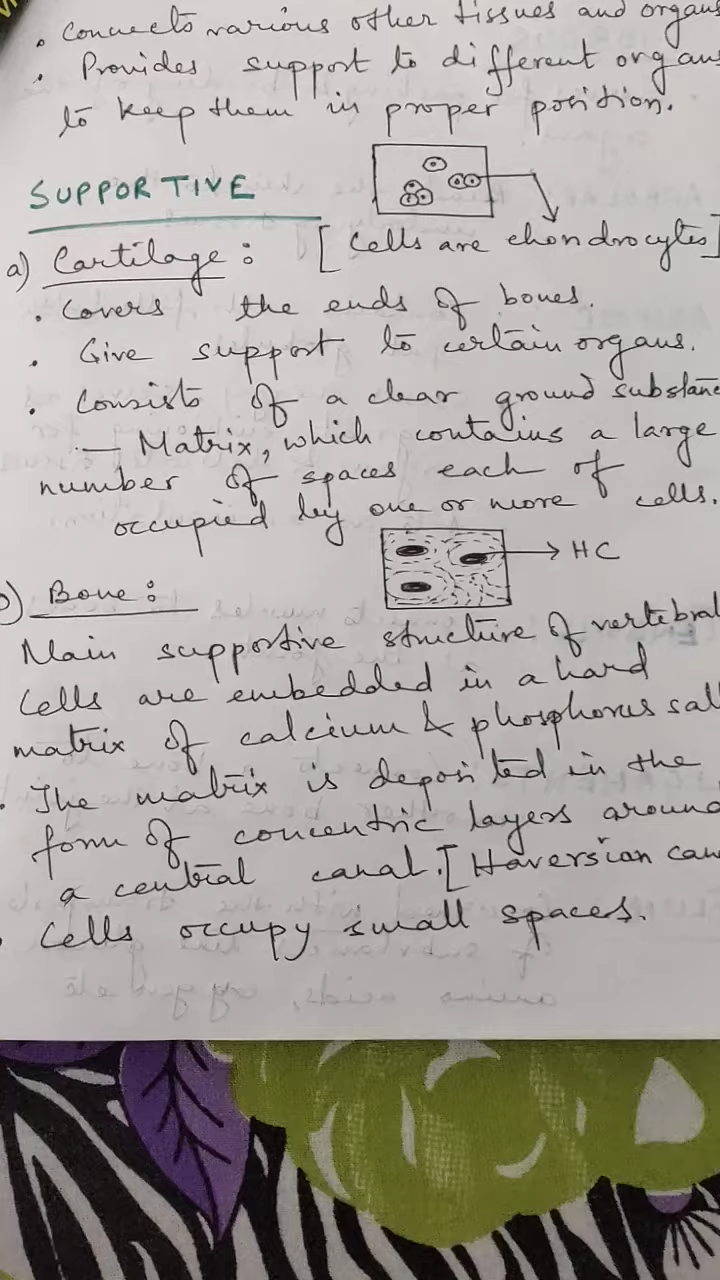 . Connects various other tissues and organs
. Provides support to different organs
to keep them in proper position.
SUPPORTIVE
a) Cartilage : [ Cells are chondrocytes]
. Covers the ends of bones.
. Give support to certain organs.
. Consists of a clear ground substanc
— Matrix, which contains a large
number of spaces each of
occupied by one or more cells.
HC
) Bone :
Main supportive structure of vertebrat
Cells are embedded in a hard
matrix of calcium & phosphorus sal
. The matrix is deposited in the
form of concentric layers around
a central canal. [ Haversian can
. Cells occupy small spaces.